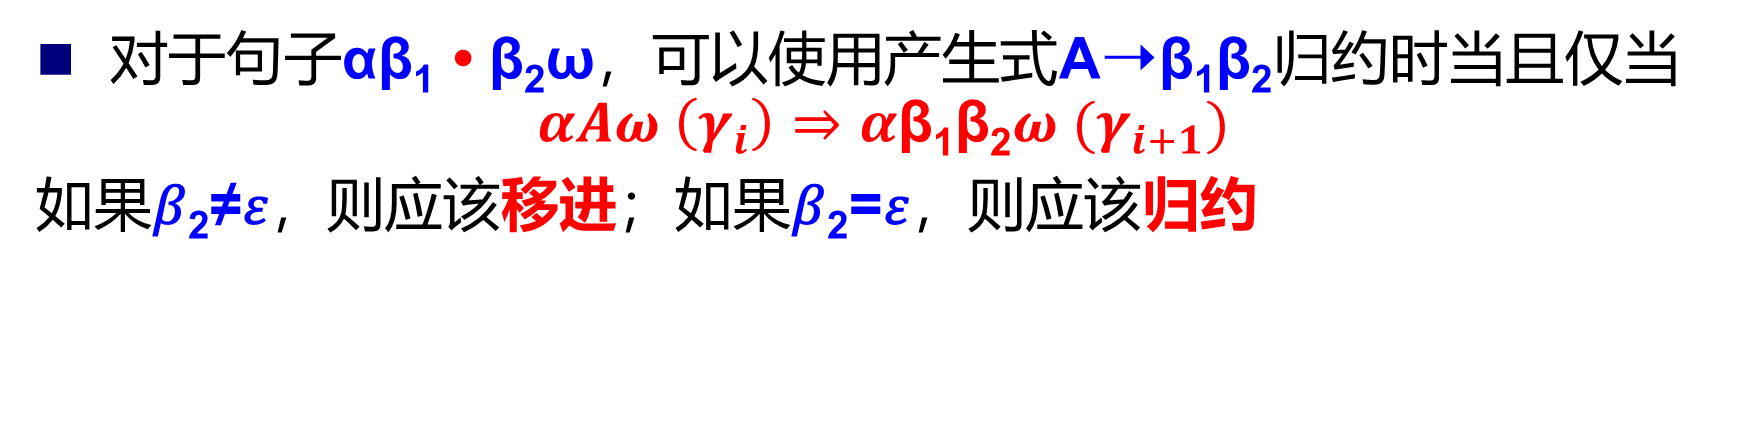 ■ 对于句子αβ₁ • β₂ω，可以使用产生式A→β₁β₂归约时当且仅当
αAω (γᵢ) ⇒ αβ₁β₂ω (γᵢ₊₁)
如果β₂≠ε，则应该移进；如果β₂=ε，则应该归约